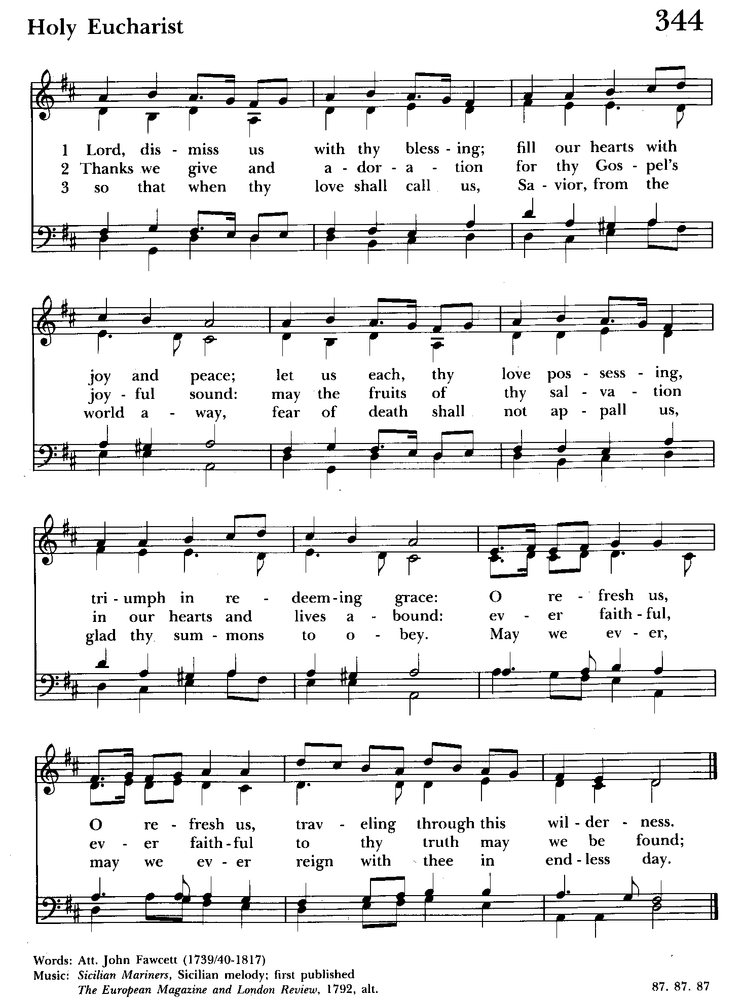 Holy Eucharist 344
1 Lord, dis - miss us with thy bless - ing; fill our hearts with
2 Thanks we give and a - dor - a - tion for thy Gos - pel's
3 so that when thy love shall call us, Sa - vior, from the
joy and peace; let us each, thy love pos - sess - ing,
joy - ful sound: may the fruits of thy sal - va - tion
world a - way, fear of death shall not ap - pall us,
tri - umph in re - deem - ing grace: O re - fresh us,
in our hearts and lives a - bound: ev - er faith - ful,
glad thy sum - mons to o - bey. May we ev - er,
O re - fresh us, trav - eling through this wil - der - ness.
ev - er faith - ful to thy truth may we be found;
may we ev - er reign with thee in end - less day.
Words: Att. John Fawcett (1739/40-1817)
Music: Sicilian Mariners, Sicilian melody; first published
The European Magazine and London Review, 1792, alt. 87. 87. 87